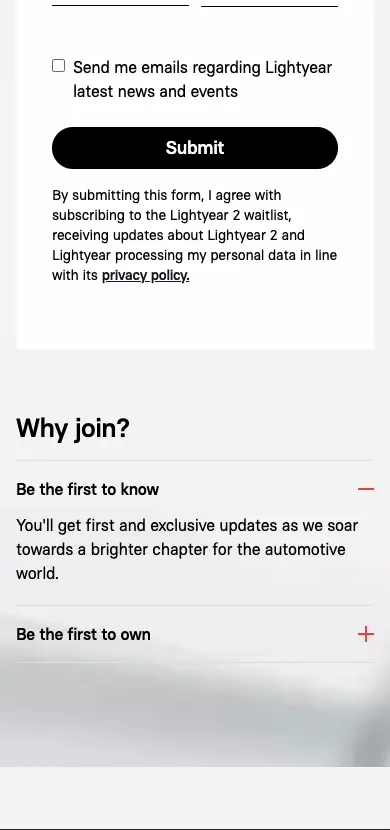 Send me emails regarding Lightyear
latest news and events
Submit
By submitting this form, I agree with
subscribing to the Lightyear 2 waitlist,
receiving updates about Lightyear 2 and
Lightyear processing my personal data in line
with its privacy policy.
Why join?
Be the first to know
You'll get first and exclusive updates as we soar
towards a brighter chapter for the automotive
world.
Be the first to own